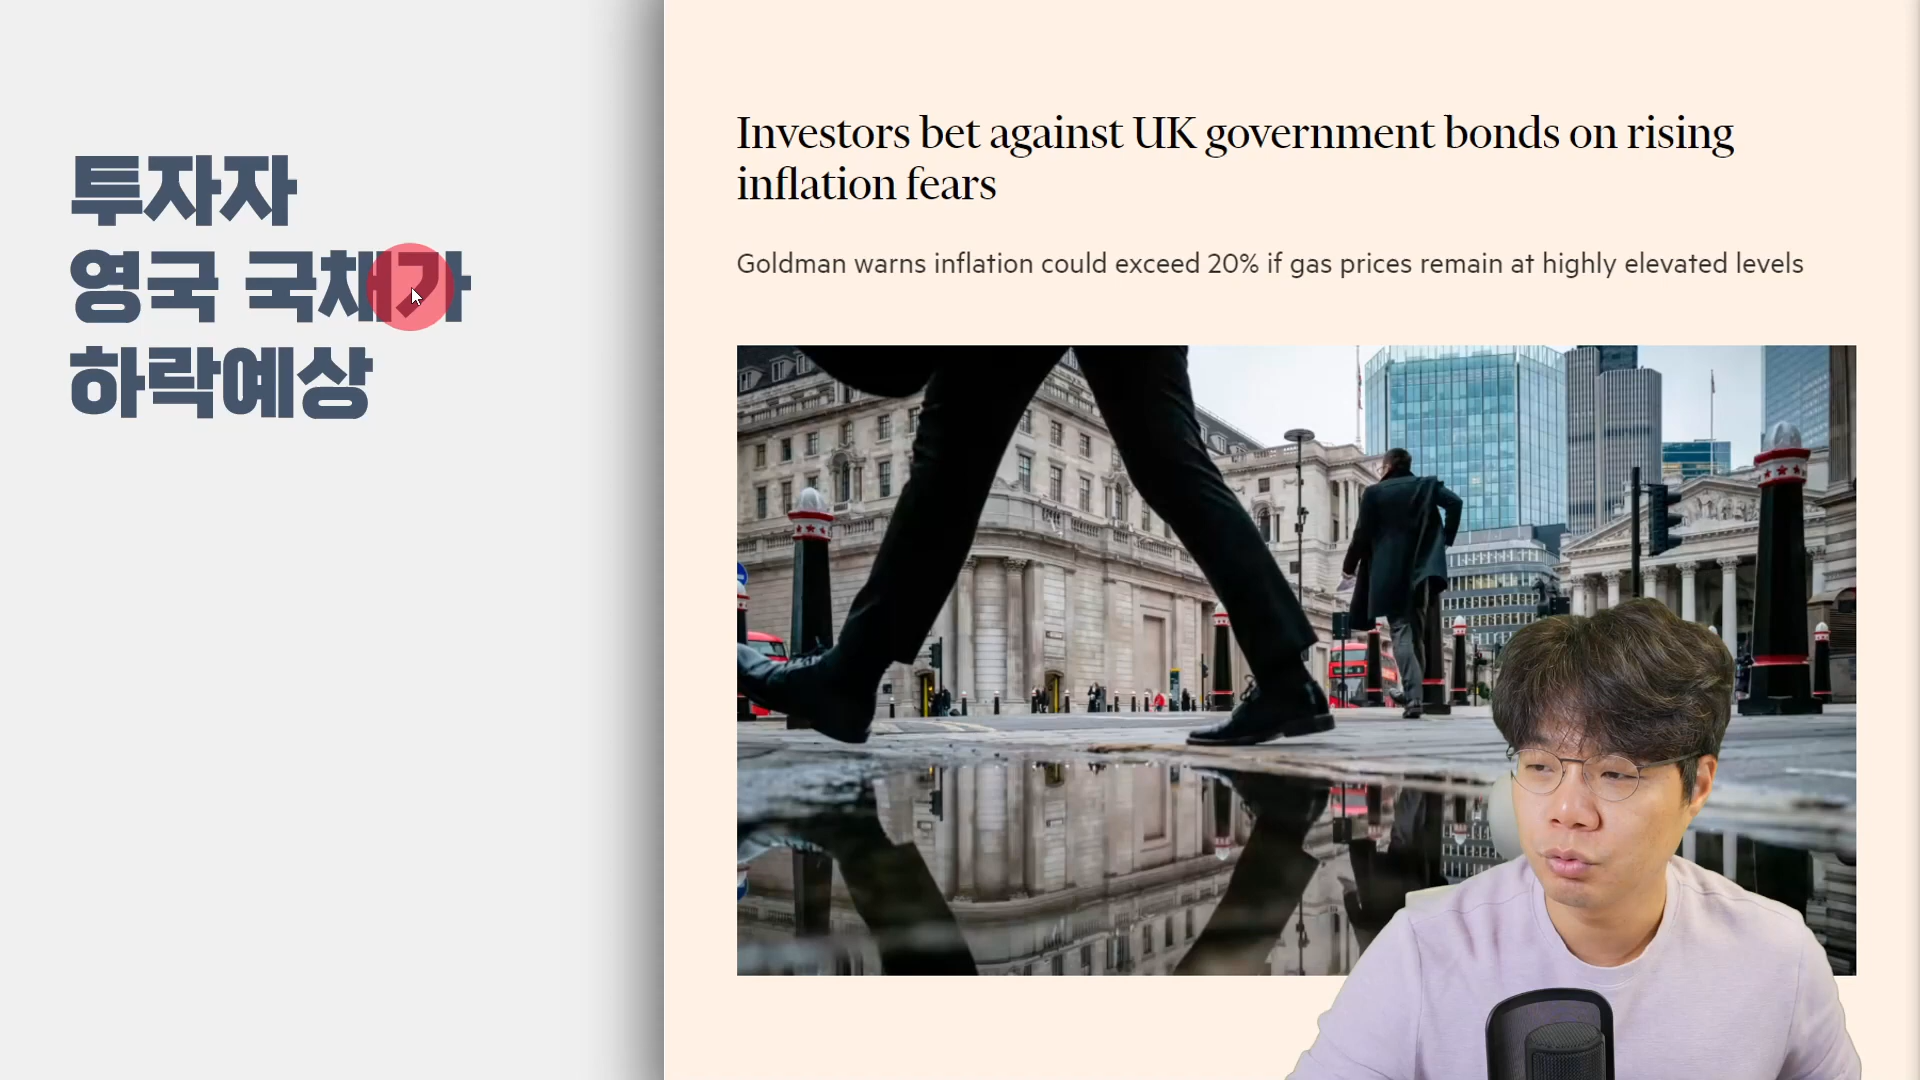 투자자
영국 국채가
하락예상
Investors bet against UK government bonds on rising
inflation fears
Goldman warns inflation could exceed 20% if gas prices remain at highly elevated levels